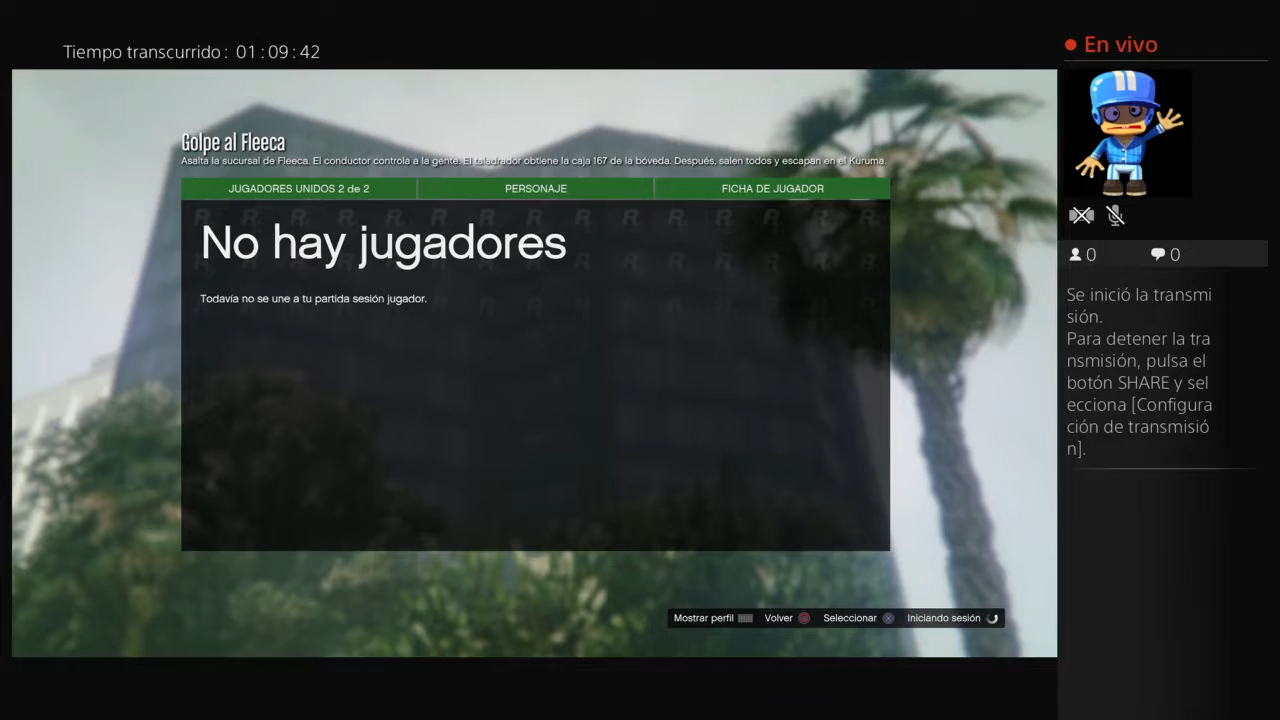 Tiempo transcurrido: 01:09:42
En vivo
Golpe al Fleeca
Asalta la sucursal de Fleeca. El conductor controla a la gente. El taladrador obtiene la caja 167 de la bóveda. Después, salen todos y escapan en el Kuruma.
JUGADORES UNIDOS 2 de 2 PERSONAJE FICHA DE JUGADOR
No hay jugadores
Todavía no se une a tu partida sesión jugador.
0 0
Se inició la transmi
sión.
Para detener la tra
nsmisión, pulsa el
botón SHARE y sel
ecciona [Configura
ción de transmisió
n].
Mostrar perfil Volver Seleccionar Iniciando sesión